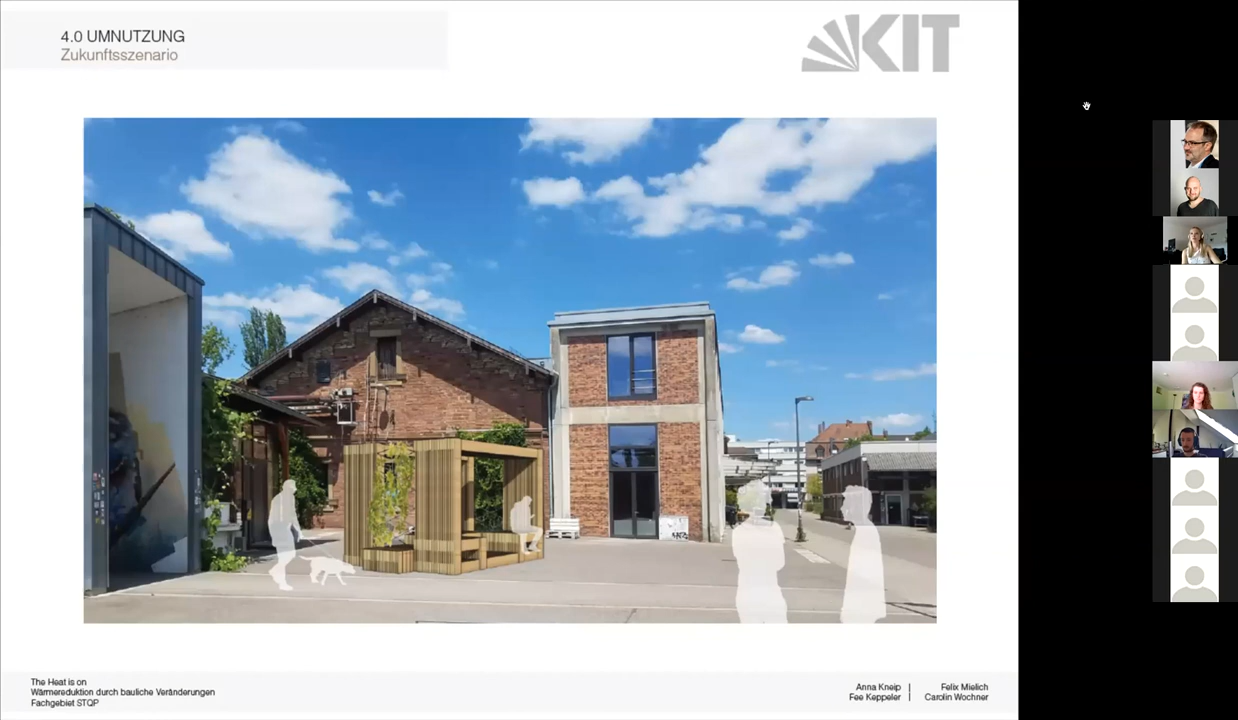 4.0 UMNUTZUNG
Zukunftsszenario
KIT
The Heat is on
Wärmereduktion durch bauliche Veränderungen
Fachgebiet STQP
Anna Kneip
Fee Keppeler
Felix Mielich
Carolin Wochner